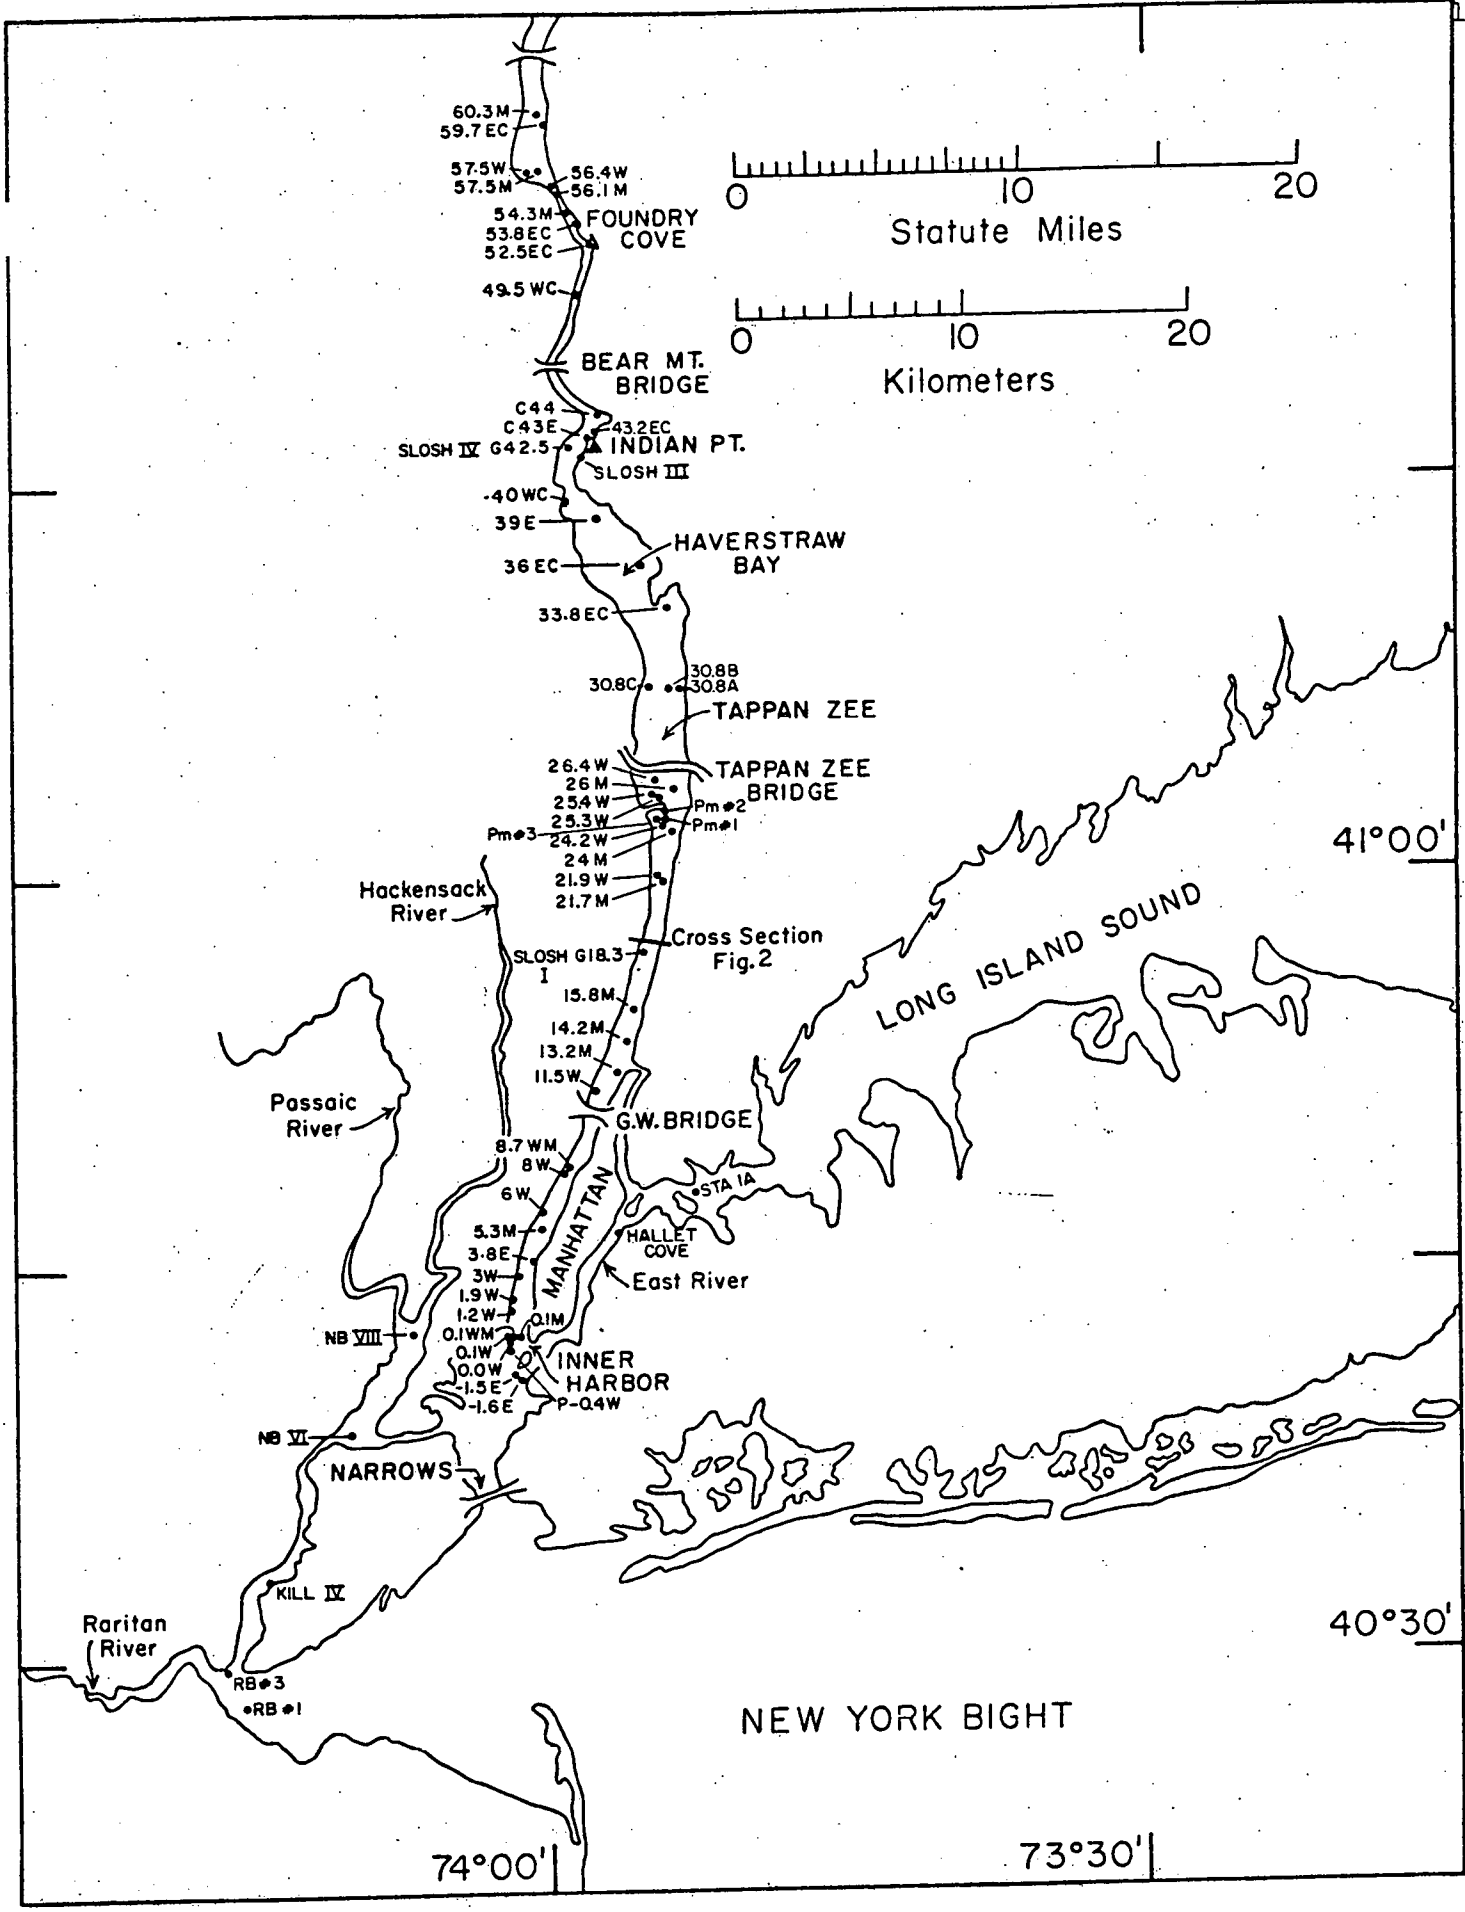 60.3M
59.7EC
57.5W
57.5M
56.4W
56.1M
54.3M
53.8EC
52.5EC
FOUNDRY
COVE
49.5 WC
0 10 20
Statute Miles
0 10 20
Kilometers
BEAR MT.
BRIDGE
C44
C43E
43.2EC
SLOSH IV G42.5
INDIAN PT.
SLOSH III
-40WC
39E
HAVERSTRAW
BAY
36 EC
33.8EC
30.8C
30.8B
30.8A
TAPPAN ZEE
TAPPAN ZEE
BRIDGE
26.4W
26M
25.4W
25.3W
Pm#2
Pm#1
Pm#3
24.2W
24M
21.9W
21.7M
41°00'
Hackensack
River
Cross Section
Fig.2
SLOSH G18.3
I
LONG ISLAND SOUND
15.8M
14.2M
13.2M
11.5W
Passaic
River
G.W. BRIDGE
8.7WM
8W
6W
5.3M
3.8E
3W
1.9W
1.2W
MANHATTAN
STA 1A
HALLET
COVE
East River
NB VIII
0.1WM
0.1M
0.1W
0.0W
-1.5E
-1.6E
INNER
HARBOR
P-0.4W
NB VI
NARROWS
KILL IV
Raritan
River
RB#3
RB#1
40°30'
NEW YORK BIGHT
74°00'
73°30'